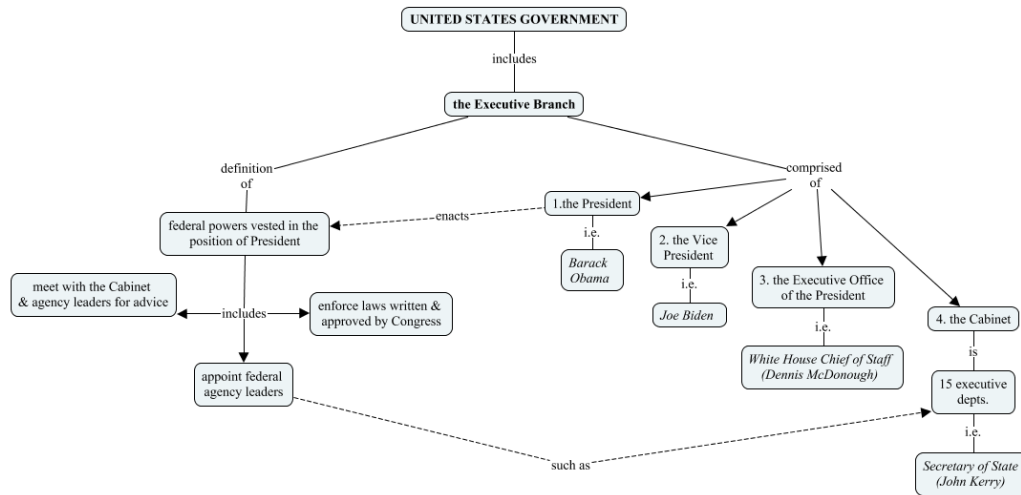 UNITED STATES GOVERNMENT
includes
the Executive Branch
definition
of
comprised
of
federal powers vested in the
position of President
enacts
1.the President
i.e.
Barack
Obama
2. the Vice
President
i.e.
Joe Biden
3. the Executive Office
of the President
i.e.
White House Chief of Staff
(Dennis McDonough)
4. the Cabinet
is
15 executive
depts.
i.e.
Secretary of State
(John Kerry)
meet with the Cabinet
& agency leaders for advice
includes
enforce laws written &
approved by Congress
appoint federal
agency leaders
such as